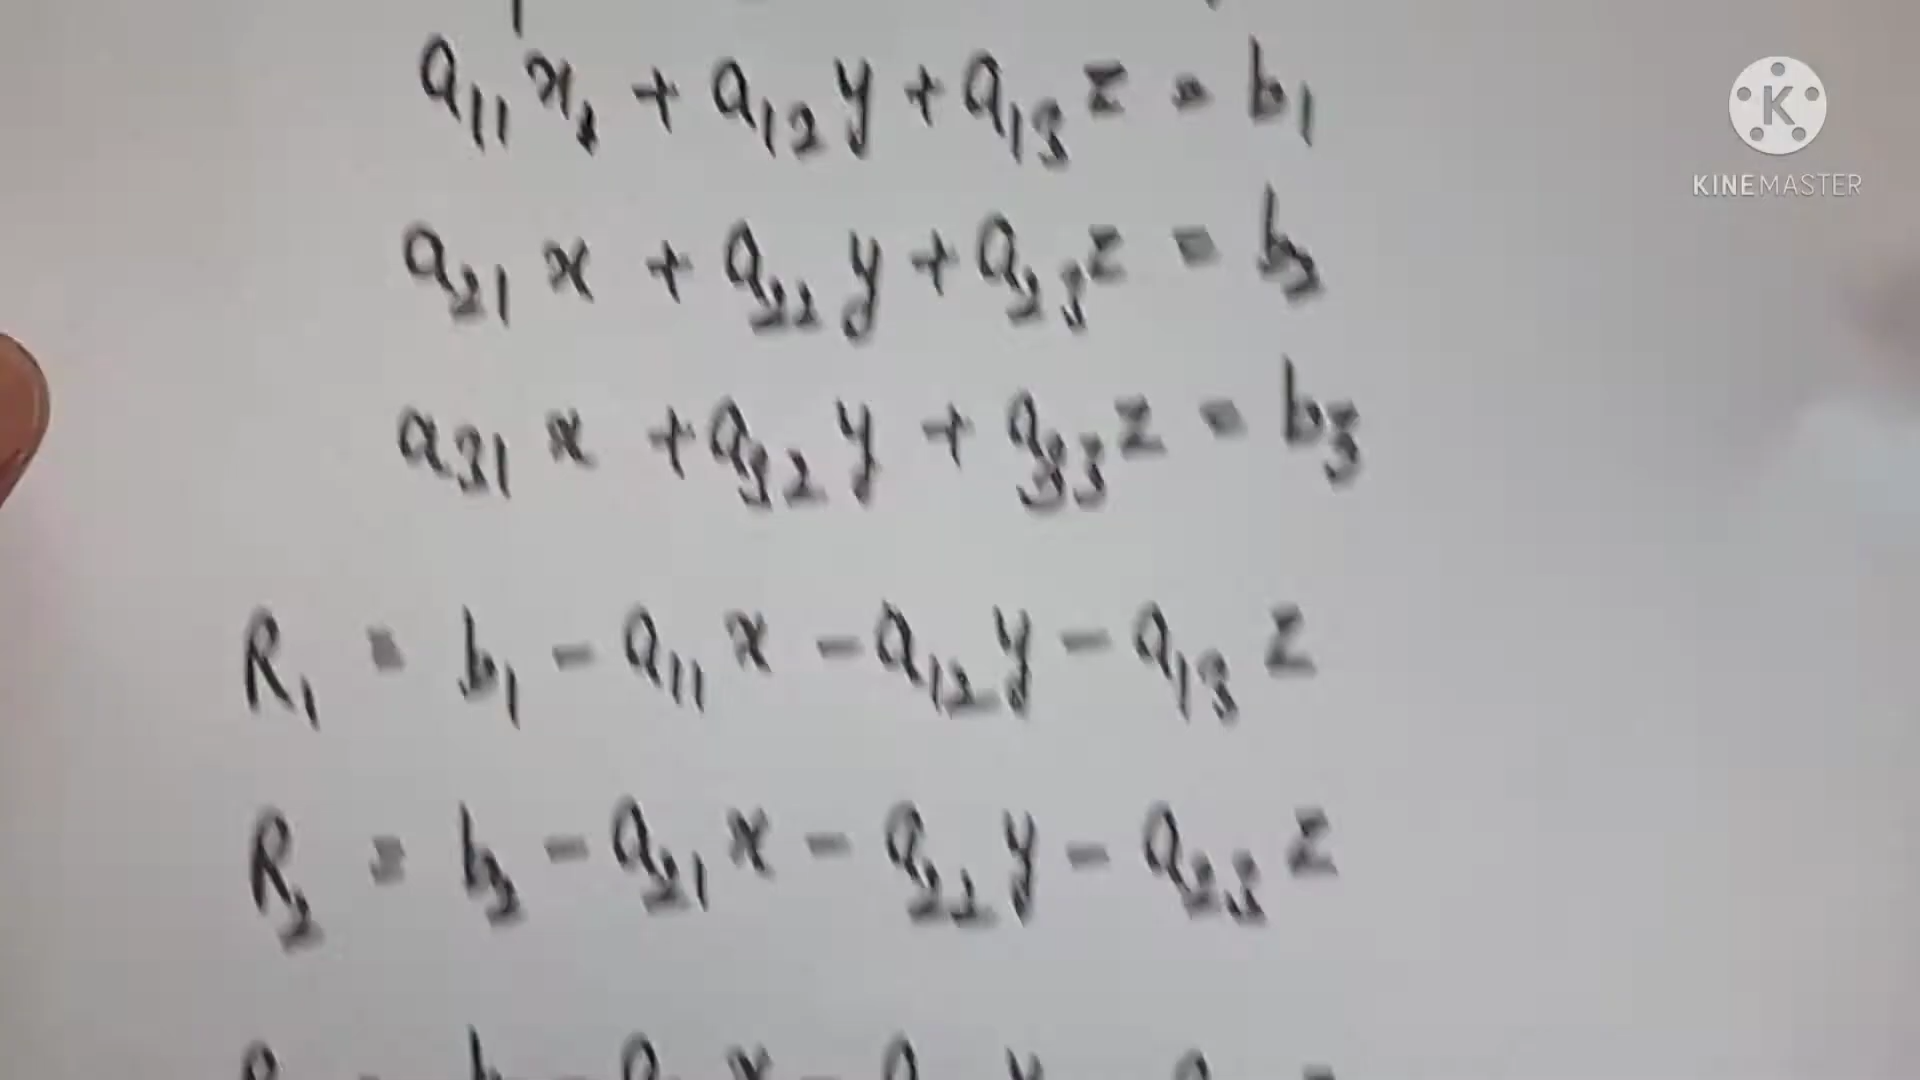 a₁₁x₁ + a₁₂y + a₁₃z = b₁
a₂₁x + a₂₂y + a₂₃z = b₂
a₃₁x + a₃₂y + a₃₃z = b₃
R₁ = b₁ - a₁₁x - a₁₂y - a₁₃z
R₂ = b₂ - a₂₁x - a₂₂y - a₂₃z
KINEMASTER